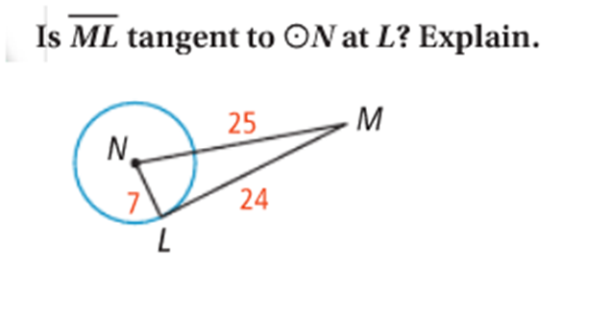 Is ML tangent to ⊙N at L? Explain.
25
M
N
7
24
L